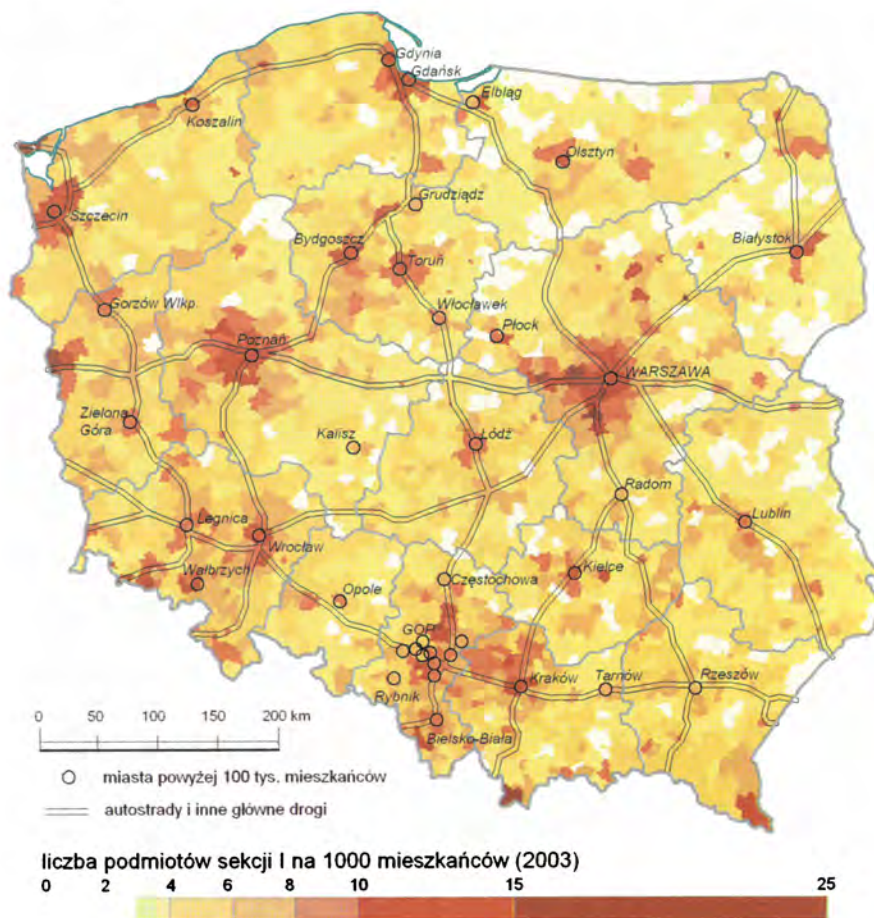 Gdynia
Gdańsk
Elbląg
Koszalin
Olsztyn
Szczecin
Grudziądz
Bydgoszcz
Białystok
Toruń
Gorzów Wlkp.
Włocławek
Płock
Poznań
WARSZAWA
Zielona
Góra
Kalisz
Łódź
Radom
Legnica
Lublin
Wrocław
Wałbrzych
Kielce
Opole
Częstochowa
GOP
Kraków
Tarnów
Rzeszów
Rybnik
Bielsko-Biała
0 50 100 150 200 km
miasta powyżej 100 tys. mieszkańców
autostrady i inne główne drogi
liczba podmiotów sekcji I na 1000 mieszkańców (2003)
0 2 4 6 8 10 15 25